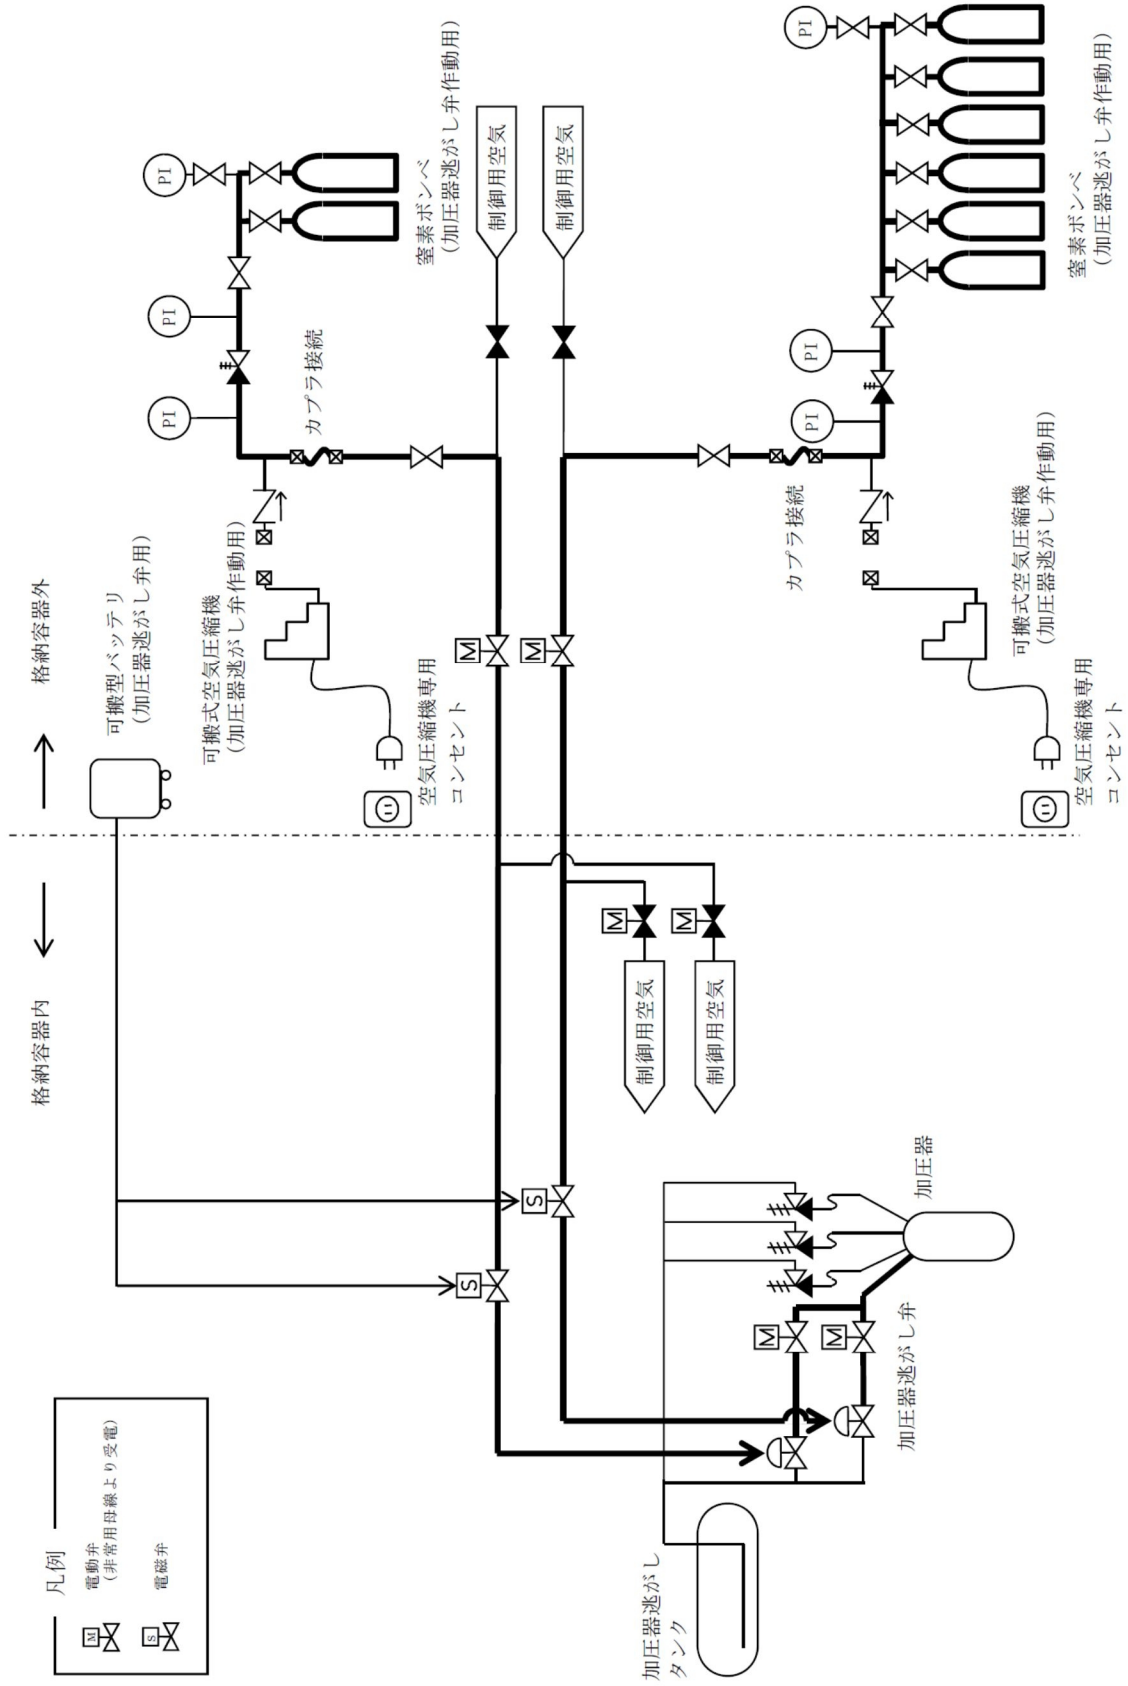 凡例
電動弁
(非常用母線より受電)
電磁弁
M
S
格納容器内
格納容器外
可搬型バッテリ
(加圧器逃がし弁用)
可搬式空気圧縮機
(加圧器逃がし弁作動用)
空気圧縮機専用
コンセント
カプラ接続
PI
PI
PI
窒素ボンベ
(加圧器逃がし弁作動用)
制御用空気
制御用空気
M
M
S
S
M
M
制御用空気
制御用空気
加圧器逃がし
タンク
M
M
加圧器逃がし弁
加圧器
カプラ接続
PI
PI
PI
窒素ボンベ
(加圧器逃がし弁作動用)
可搬式空気圧縮機
(加圧器逃がし弁作動用)
空気圧縮機専用
コンセント